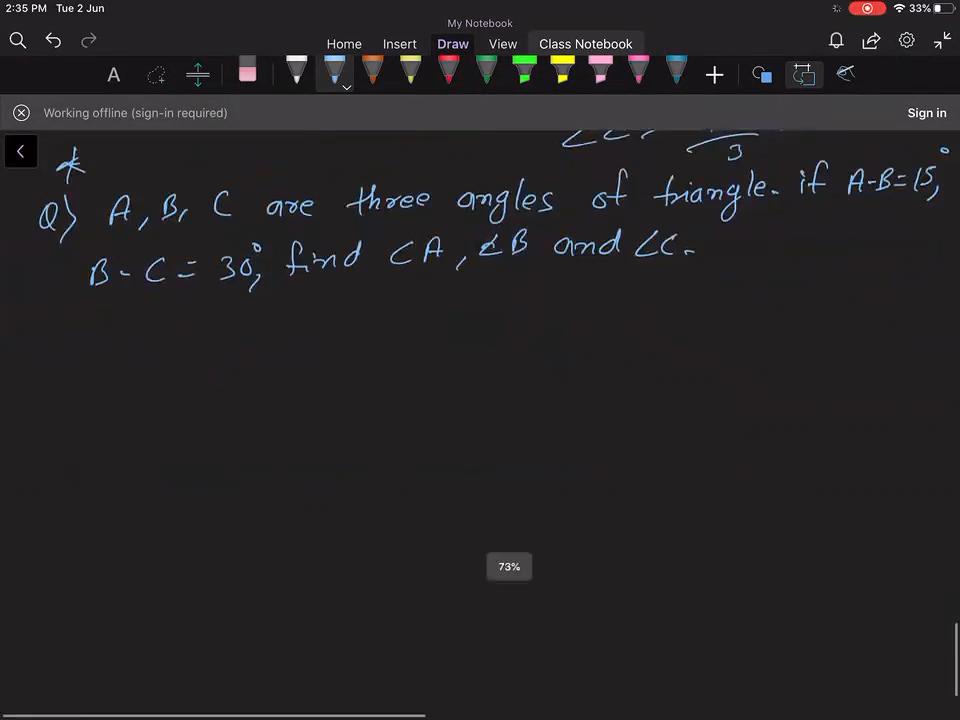 2:35 PM Tue 2 Jun
33%
My Notebook
Home Insert Draw View Class Notebook
A
Working offline (sign-in required) Sign in
3
Q) A, B, C are three angles of triangle. if A-B=15°,
B - C = 30°, find ∠A, ∠B and ∠C.
73%